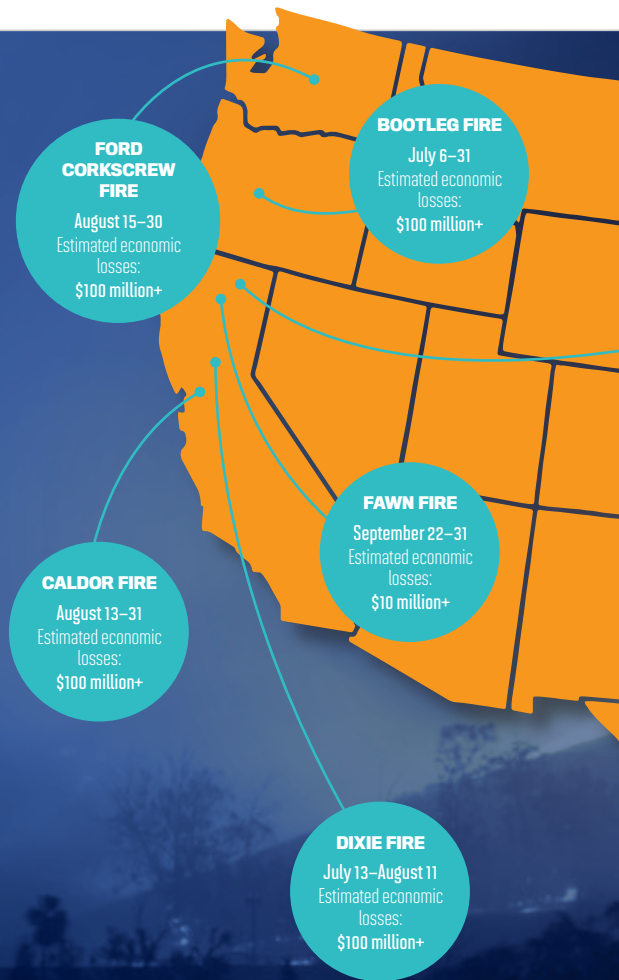 FORD
CORKSCREW
FIRE
August 15–30
Estimated economic
losses:
$100 million+
BOOTLEG FIRE
July 6–31
Estimated economic
losses:
$100 million+
FAWN FIRE
September 22–31
Estimated economic
losses:
$10 million+
CALDOR FIRE
August 13–31
Estimated economic
losses:
$100 million+
DIXIE FIRE
July 13–August 11
Estimated economic
losses:
$100 million+